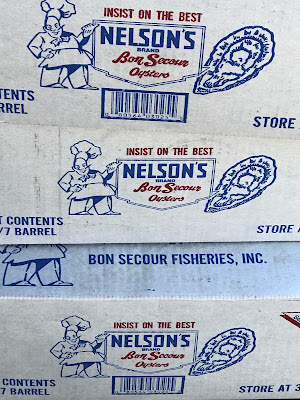 INSIST ON THE BEST
NELSON'S
BRAND
Bon Secour
Oysters
TENTS
RREL
STORE
INSIST ON THE BEST
NELSON'S
BRAND
Bon Secour
Oysters
T CONTENTS
/7 BARREL
STORE A
BON SECOUR FISHERIES, INC.
INSIST ON THE BEST
NELSON'S
BRAND
Bon Secour
Oysters
CONTENTS
7 BARREL
STORE AT 3